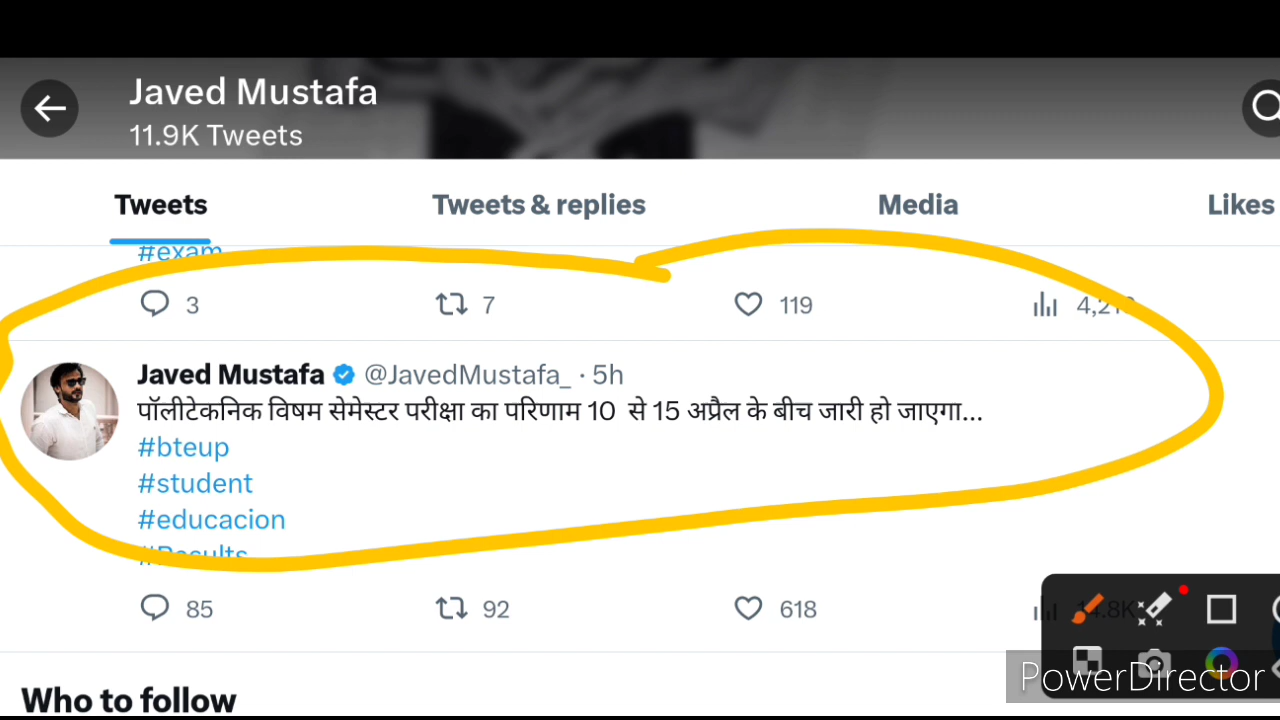 Javed Mustafa
11.9K Tweets
Tweets Tweets & replies Media Likes
#exam
3 7 119
Javed Mustafa @JavedMustafa_ · 5h
पॉलीटेकनिक विषम सेमेस्टर परीक्षा का परिणाम 10 से 15 अप्रैल के बीच जारी हो जाएगा...
#bteup
#student
#educacion
#Results
85 92 618
PowerDirector
Who to follow